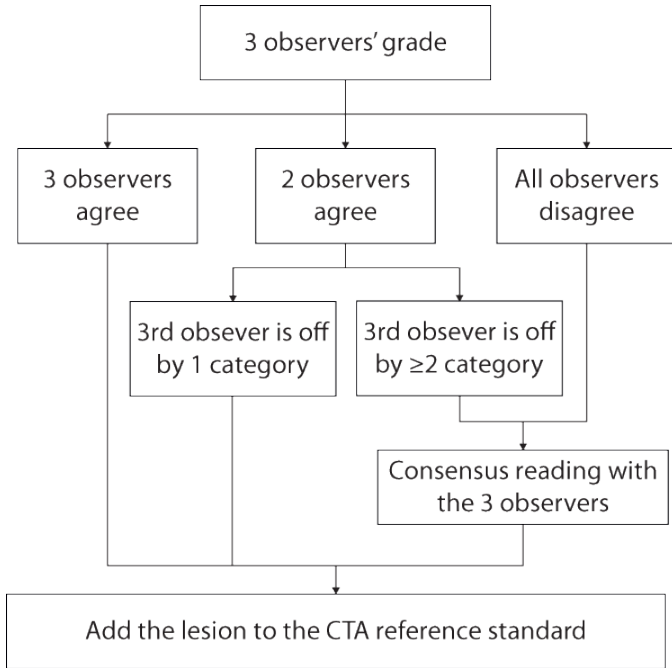 3 observers' grade
3 observers
agree
2 observers
agree
All observers
disagree
3rd obsever is off
by 1 category
3rd obsever is off
by ≥2 category
Consensus reading with
the 3 observers
Add the lesion to the CTA reference standard